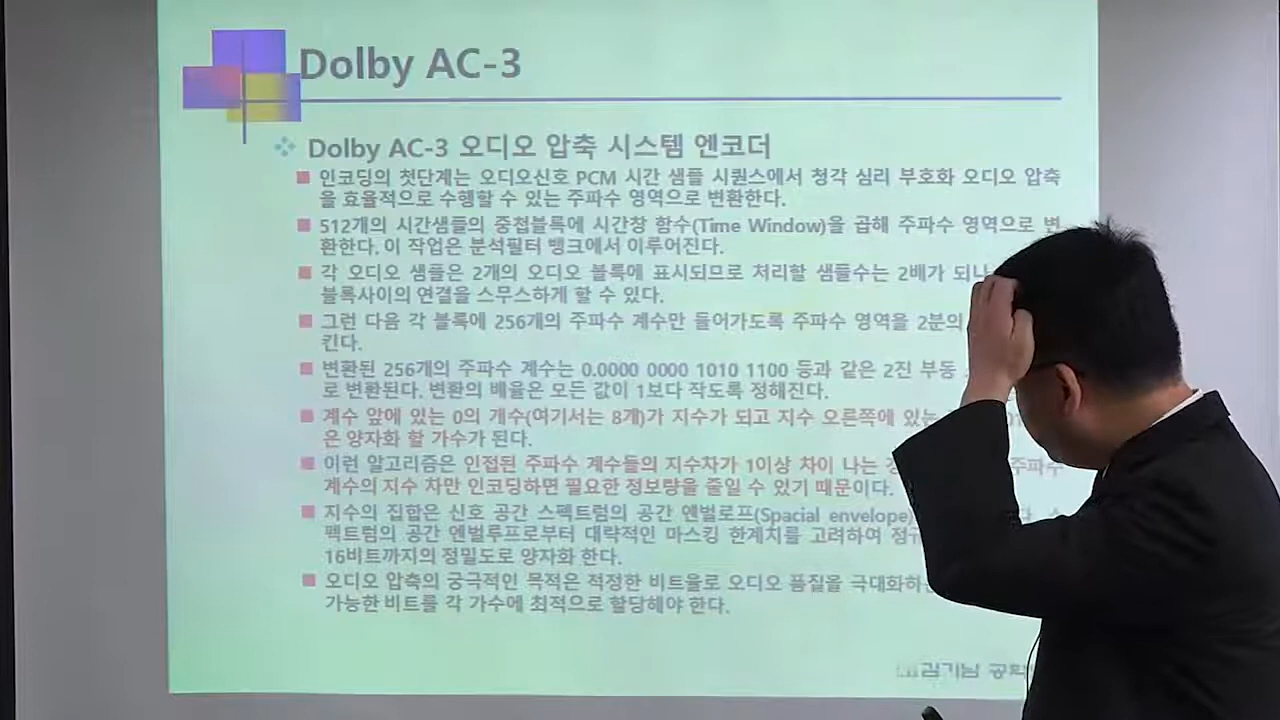 Dolby AC-3
Dolby AC-3 오디오 압축 시스템 엔코더
인코딩의 첫단계는 오디오신호 PCM 시간 샘플 시퀀스에서 청각 심리 부호화 오디오 압축
을 효율적으로 수행할 수 있는 주파수 영역으로 변환한다.
512개의 시간샘플의 중첩블록에 시간창 함수(Time Window)을 곱해 주파수 영역으로 변
환한다. 이 작업은 분석필터 뱅크에서 이루어진다.
각 오디오 샘플은 2개의 오디오 블록에 표시되므로 처리할 샘플수는 2배가 되나
블록사이의 연결을 스무스하게 할 수 있다.
그런 다음 각 블록에 256개의 주파수 계수만 들어가도록 주파수 영역을 2분의
킨다.
변환된 256개의 주파수 계수는 0.0000 0000 1010 1100 등과 같은 2진 부동
로 변환된다. 변환의 배율은 모든 값이 1보다 작도록 정해진다.
계수 앞에 있는 0의 개수(여기서는 8개)가 지수가 되고 지수 오른쪽에 있는
은 양자화 할 가수가 된다.
이런 알고리즘은 인접된 주파수 계수들의 지수차가 1이상 차이 나는 주파수
계수의 지수 차만 인코딩하면 필요한 정보량을 줄일 수 있기 때문이다.
지수의 집합은 신호 공간 스펙트럼의 공간 엔벌로프(Spacial envelope)
펙트럼의 공간 엔벌루프로부터 대략적인 마스킹 한계치를 고려하여 정규
16비트까지의 정밀도로 양자화 한다.
오디오 압축의 궁극적인 목적은 적정한 비트율로 오디오 품질을 극대화하는
가능한 비트를 각 가수에 최적으로 할당해야 한다.
김기남 공학